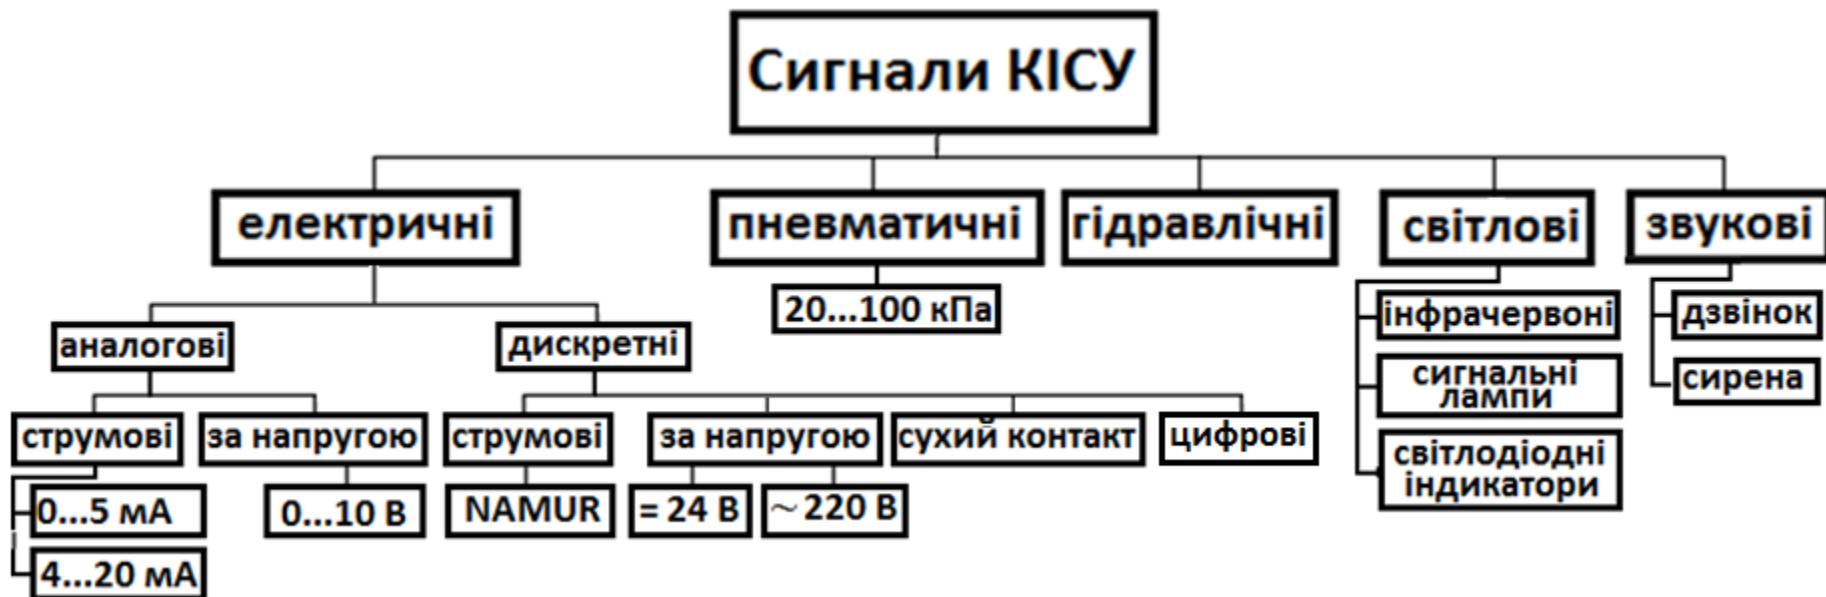 Сигнали КІСУ
електричні
пневматичні
гідравлічні
світлові
звукові
20...100 кПа
інфрачервоні
дзвінок
аналогові
дискретні
сигнальні
лампи
сирена
струмові
за напругою
струмові
за напругою
сухий контакт
цифрові
світлодіодні
індикатори
0...5 мА
0...10 В
NAMUR
= 24 В
~ 220 В
4...20 мА